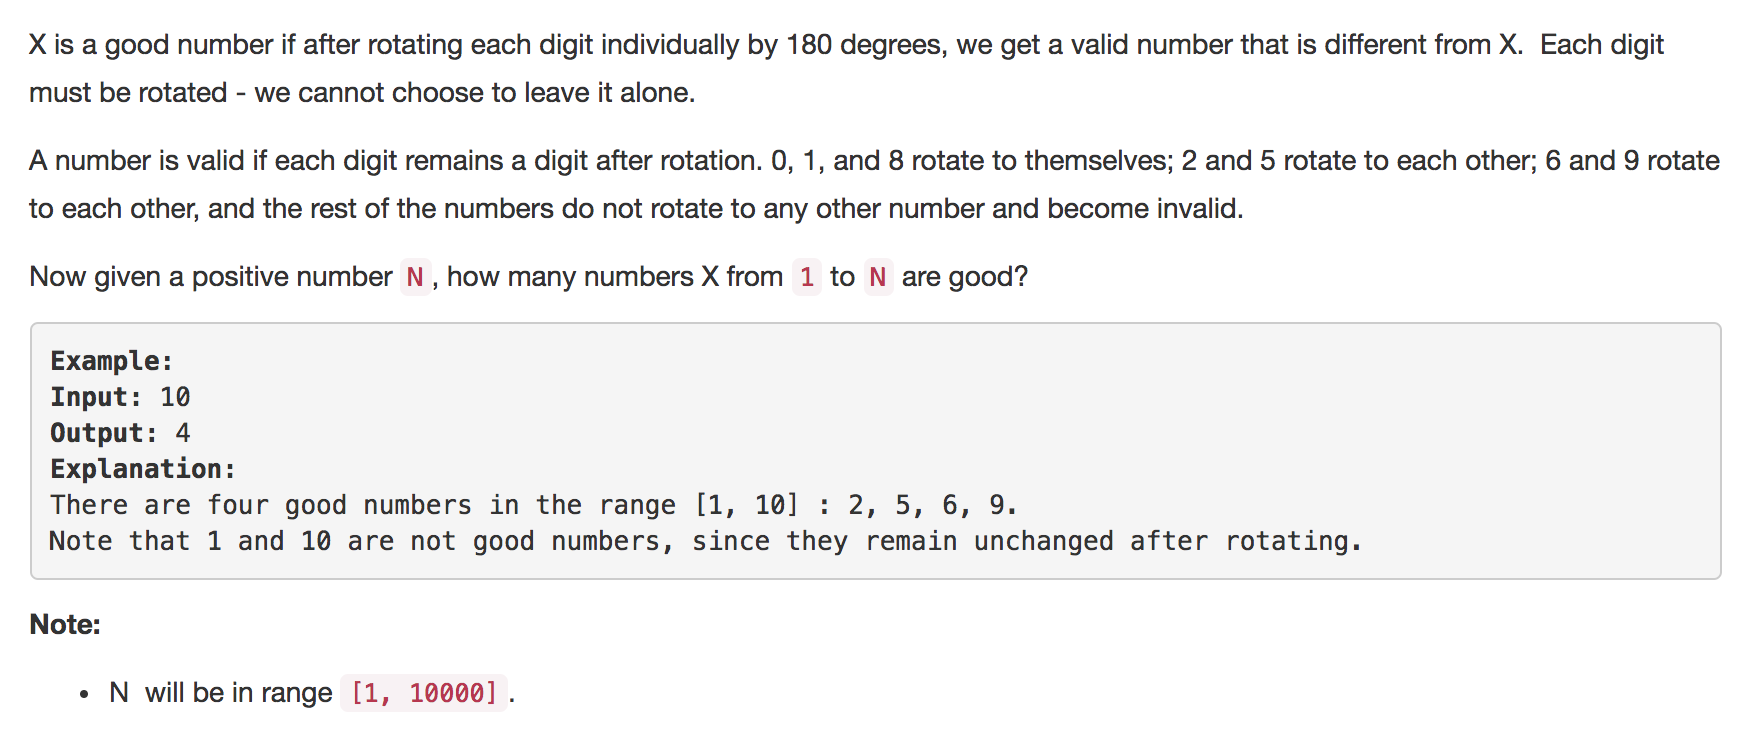 X is a good number if after rotating each digit individually by 180 degrees, we get a valid number that is different from X.  Each digit
must be rotated - we cannot choose to leave it alone.
A number is valid if each digit remains a digit after rotation. 0, 1, and 8 rotate to themselves; 2 and 5 rotate to each other; 6 and 9 rotate
to each other, and the rest of the numbers do not rotate to any other number and become invalid.
Now given a positive number N, how many numbers X from 1 to N are good?
Example:
Input: 10
Output: 4
Explanation:
There are four good numbers in the range [1, 10] : 2, 5, 6, 9.
Note that 1 and 10 are not good numbers, since they remain unchanged after rotating.
Note:
• N  will be in range [1, 10000].